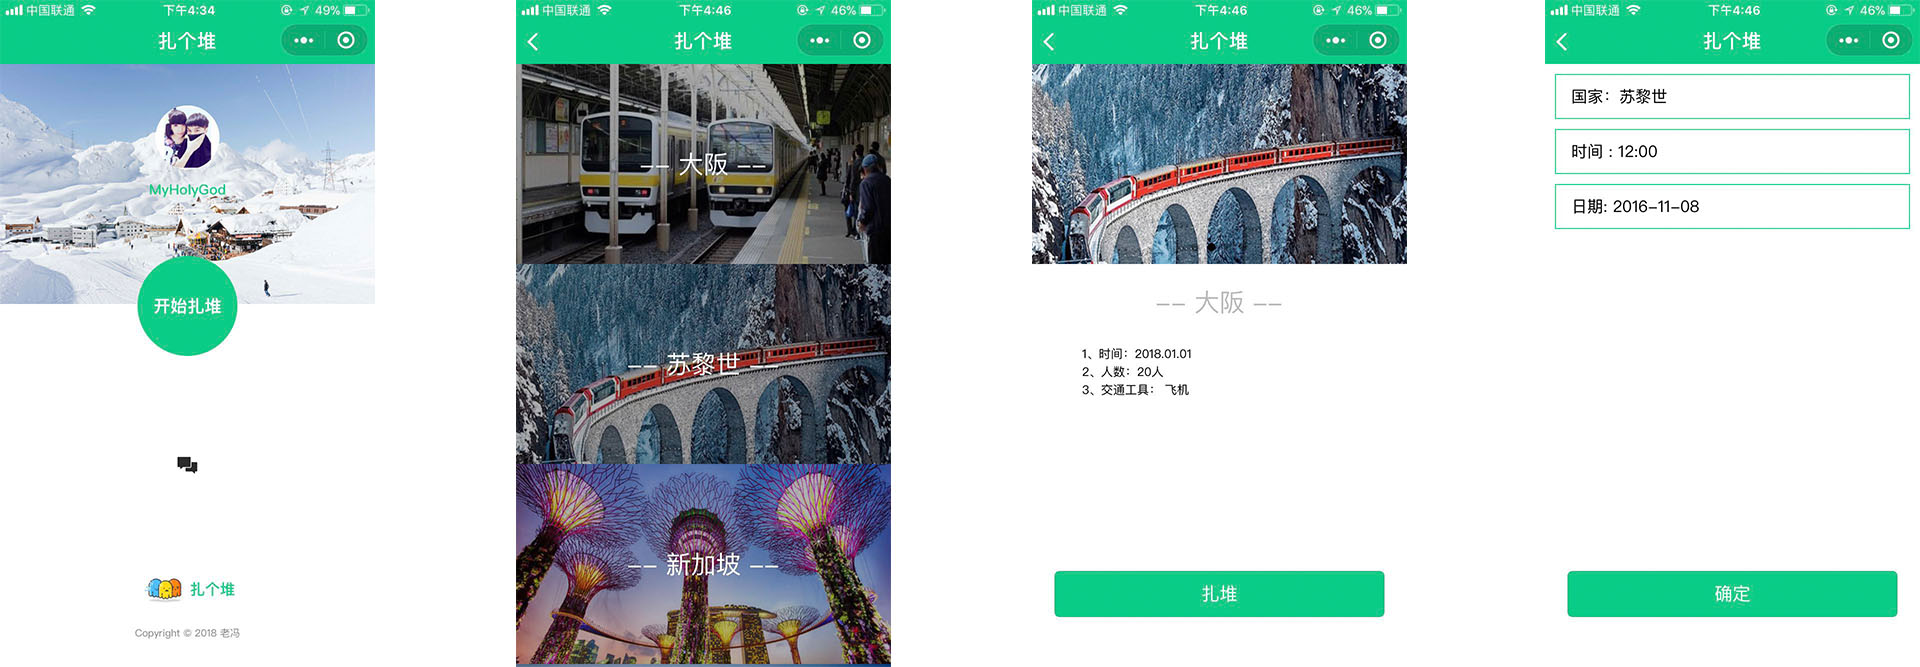 中国联通 下午4:34 49%
扎个堆
MyHolyGod
开始扎堆
扎个堆
Copyright © 2018 老冯
中国联通 下午4:46 46%
扎个堆
-- 大阪 --
-- 苏黎世 --
-- 新加坡 --
中国联通 下午4:46 46%
扎个堆
-- 大阪 --
1、时间：2018.01.01
2、人数：20人
3、交通工具： 飞机
扎堆
中国联通 下午4:46 46%
扎个堆
国家：苏黎世
时间 : 12:00
日期: 2016-11-08
确定